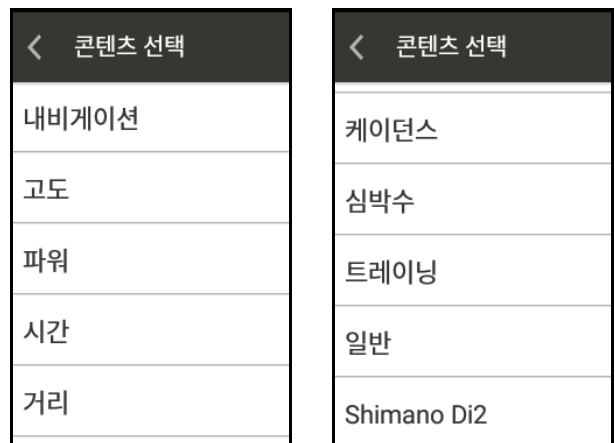 콘텐츠 선택
내비게이션
고도
파워
시간
거리
콘텐츠 선택
케이던스
심박수
트레이닝
일반
Shimano Di2